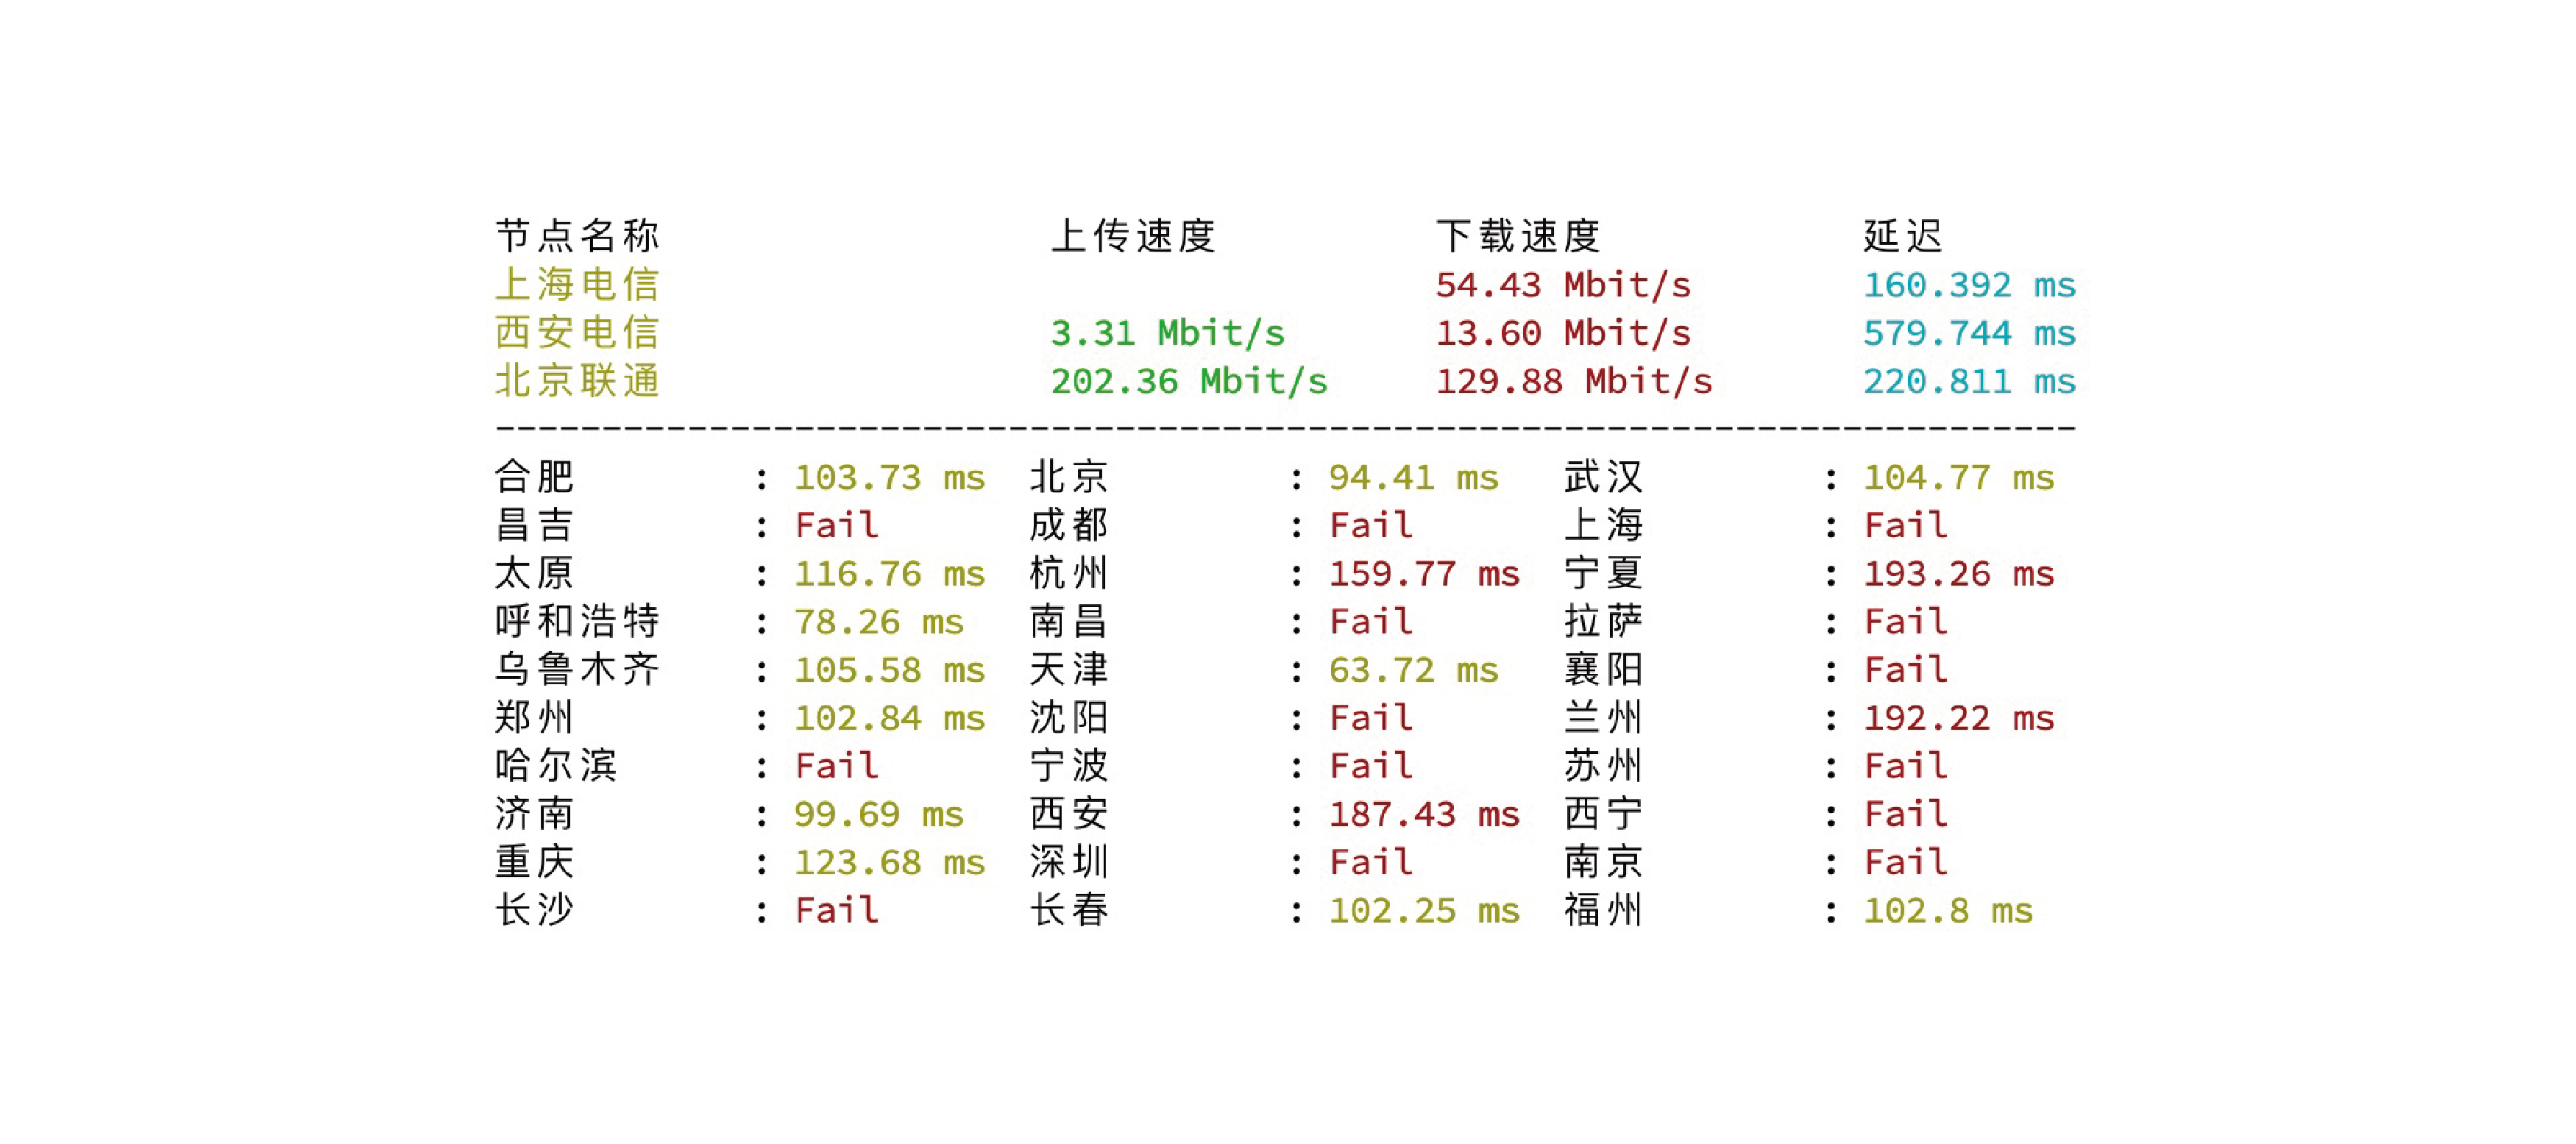 节点名称 上传速度 下载速度 延迟
上海电信 54.43 Mbit/s 160.392 ms
西安电信 3.31 Mbit/s 13.60 Mbit/s 579.744 ms
北京联通 202.36 Mbit/s 129.88 Mbit/s 220.811 ms
--------------------------------------------------------------------------
合肥 : 103.73 ms 北京 : 94.41 ms 武汉 : 104.77 ms
昌吉 : Fail 成都 : Fail 上海 : Fail
太原 : 116.76 ms 杭州 : 159.77 ms 宁夏 : 193.26 ms
呼和浩特 : 78.26 ms 南昌 : Fail 拉萨 : Fail
乌鲁木齐 : 105.58 ms 天津 : 63.72 ms 襄阳 : Fail
郑州 : 102.84 ms 沈阳 : Fail 兰州 : 192.22 ms
哈尔滨 : Fail 宁波 : Fail 苏州 : Fail
济南 : 99.69 ms 西安 : 187.43 ms 西宁 : Fail
重庆 : 123.68 ms 深圳 : Fail 南京 : Fail
长沙 : Fail 长春 : 102.25 ms 福州 : 102.8 ms